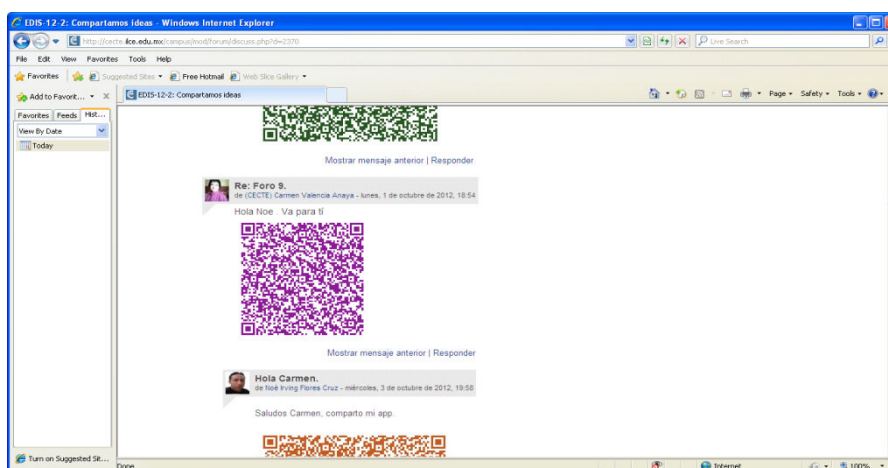 EDIS-12-2: Compartamos ideas - Windows Internet Explorer
http://cecte.ilce.edu.mx/campus/mod/forum/discuss.php?d=2370
Live Search
File Edit View Favorites Tools Help
Favorites Suggested Sites Free Hotmail Web Slice Gallery
Add to Favorit... EDIS-12-2: Compartamos ideas Page Safety Tools
Favorites Feeds Hist...
View By Date
Today
Mostrar mensaje anterior | Responder
Re: Foro 9.
de (CECTE) Carmen Valencia Anaya - lunes, 1 de octubre de 2012, 18:54
Hola Noe . Va para tí
Mostrar mensaje anterior | Responder
Hola Carmen.
de Noé Irving Flores Cruz - miércoles, 3 de octubre de 2012, 19:58
Saludos Carmen, comparto mi app.
Turn on Suggested Sit...
Done Internet 100%